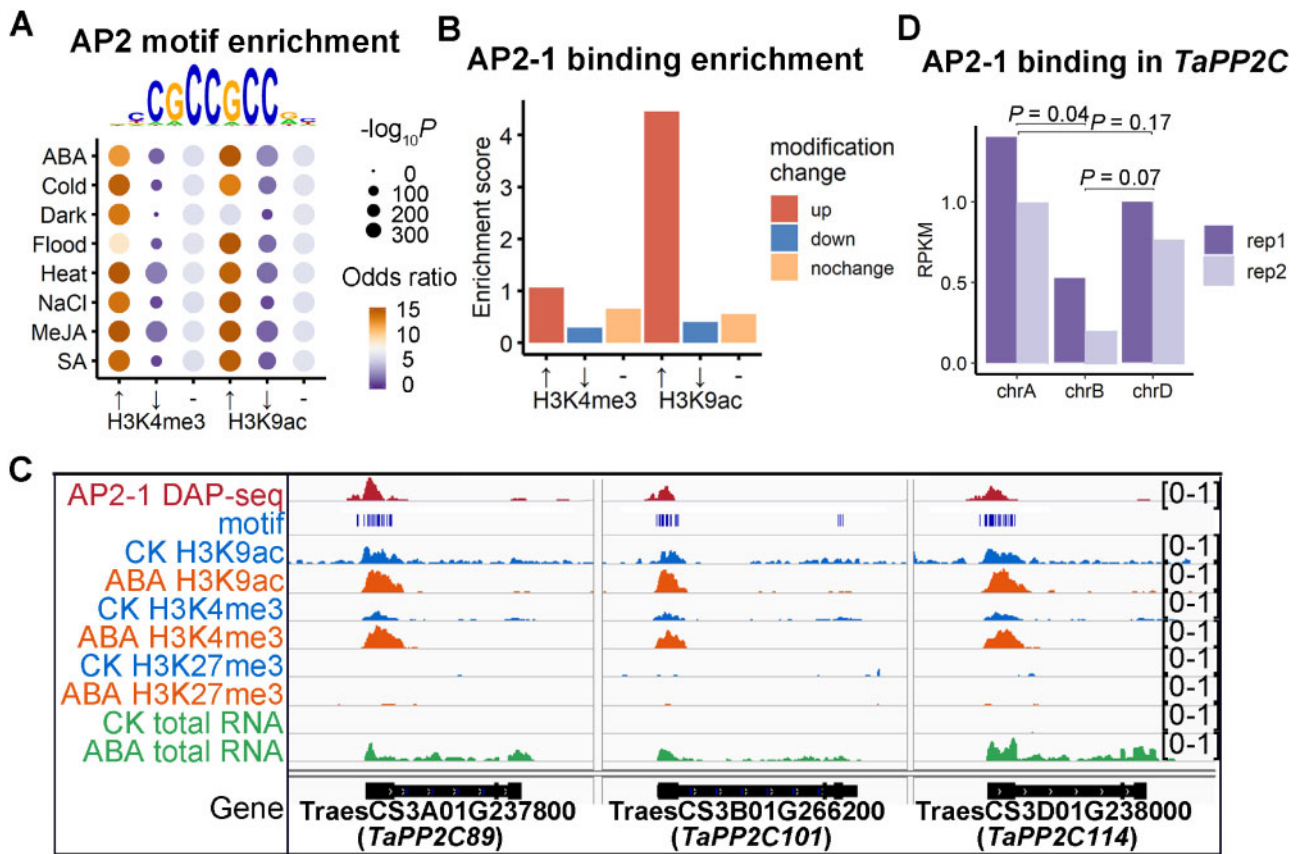 A
AP2 motif enrichment
CGCCGCC
-log10P
0
100
200
300
Odds ratio
15
10
5
0
ABA
Cold
Dark
Flood
Heat
NaCl
MeJA
SA
↑ ↓ - ↑ ↓ -
H3K4me3 H3K9ac
B
AP2-1 binding enrichment
Enrichment score
4
3
2
1
0
↑ ↓ - ↑ ↓ -
H3K4me3 H3K9ac
modification
change
up
down
nochange
D
AP2-1 binding in TaPP2C
P = 0.04
P = 0.17
P = 0.07
RPKM
1.0
0.5
0.0
chrA chrB chrD
rep1
rep2
C
AP2-1 DAP-seq [0-1]
motif
CK H3K9ac [0-1]
ABA H3K9ac [0-1]
CK H3K4me3 [0-1]
ABA H3K4me3 [0-1]
CK H3K27me3 [0-1]
ABA H3K27me3 [0-1]
CK total RNA [0-1]
ABA total RNA [0-1]
Gene
TraesCS3A01G237800 TraesCS3B01G266200 TraesCS3D01G238000
(TaPP2C89) (TaPP2C101) (TaPP2C114)